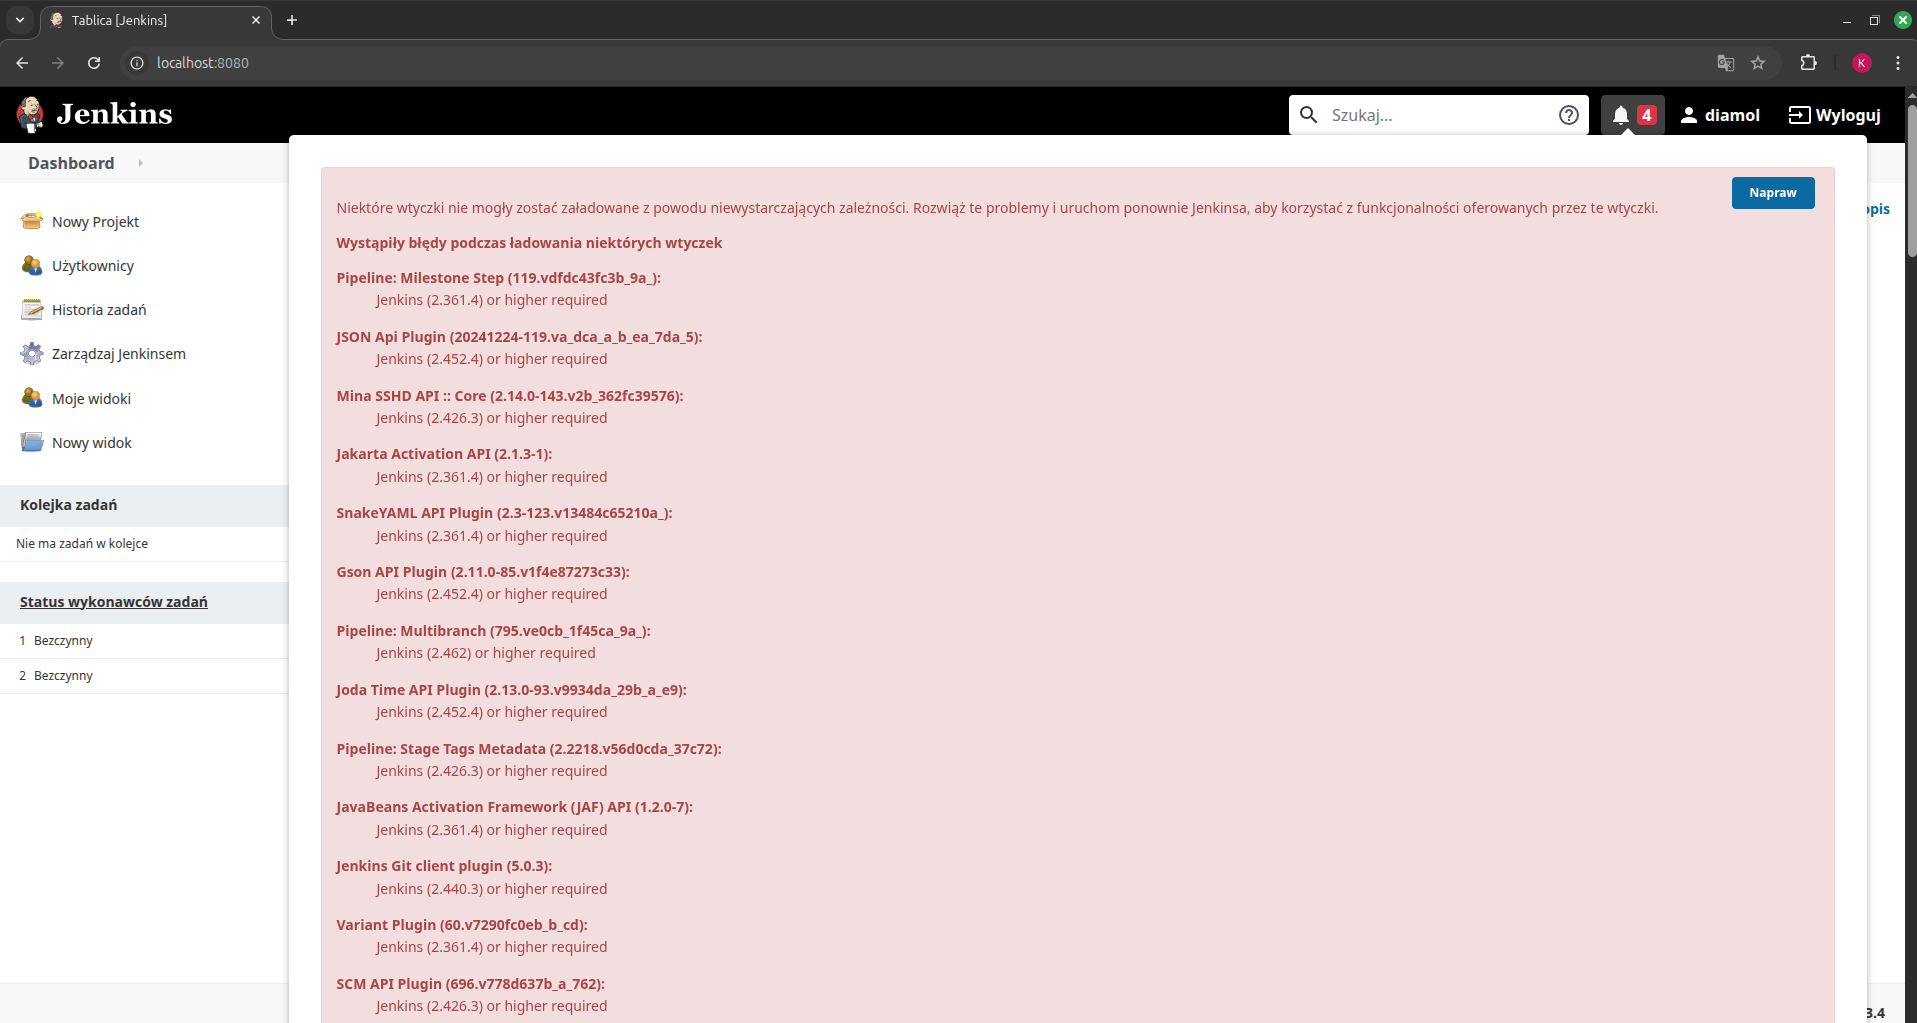 Tablica [Jenkins]
localhost:8080
K
Jenkins
Szukaj...
4
diamol
Wyloguj
Dashboard
Nowy Projekt
Użytkownicy
Historia zadań
Zarządzaj Jenkinsem
Moje widoki
Nowy widok
Kolejka zadań
Nie ma zadań w kolejce
Status wykonawców zadań
1 Bezczynny
2 Bezczynny
Napraw
Niektóre wtyczki nie mogły zostać załadowane z powodu niewystarczających zależności. Rozwiąż te problemy i uruchom ponownie Jenkinsa, aby korzystać z funkcjonalności oferowanych przez te wtyczki.
Wystąpiły błędy podczas ładowania niektórych wtyczek
Pipeline: Milestone Step (119.vdfdc43fc3b_9a_):
Jenkins (2.361.4) or higher required
JSON Api Plugin (20241224-119.va_dca_a_b_ea_7da_5):
Jenkins (2.452.4) or higher required
Mina SSHD API :: Core (2.14.0-143.v2b_362fc39576):
Jenkins (2.426.3) or higher required
Jakarta Activation API (2.1.3-1):
Jenkins (2.361.4) or higher required
SnakeYAML API Plugin (2.3-123.v13484c65210a_):
Jenkins (2.361.4) or higher required
Gson API Plugin (2.11.0-85.v1f4e87273c33):
Jenkins (2.452.4) or higher required
Pipeline: Multibranch (795.ve0cb_1f45ca_9a_):
Jenkins (2.462) or higher required
Joda Time API Plugin (2.13.0-93.v9934da_29b_a_e9):
Jenkins (2.452.4) or higher required
Pipeline: Stage Tags Metadata (2.2218.v56d0cda_37c72):
Jenkins (2.426.3) or higher required
JavaBeans Activation Framework (JAF) API (1.2.0-7):
Jenkins (2.361.4) or higher required
Jenkins Git client plugin (5.0.3):
Jenkins (2.440.3) or higher required
Variant Plugin (60.v7290fc0eb_b_cd):
Jenkins (2.361.4) or higher required
SCM API Plugin (696.v778d637b_a_762):
Jenkins (2.426.3) or higher required
opis
3.4